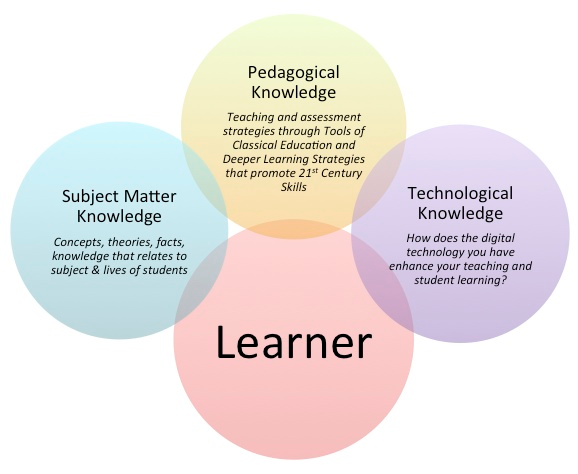 Pedagogical
Knowledge
Teaching and assessment
strategies through Tools of
Classical Education and
Deeper Learning Strategies
that promote 21st Century
Skills
Subject Matter
Knowledge
Concepts, theories, facts,
knowledge that relates to
subject & lives of students
Technological
Knowledge
How does the digital
technology you have
enhance your teaching and
student learning?
Learner